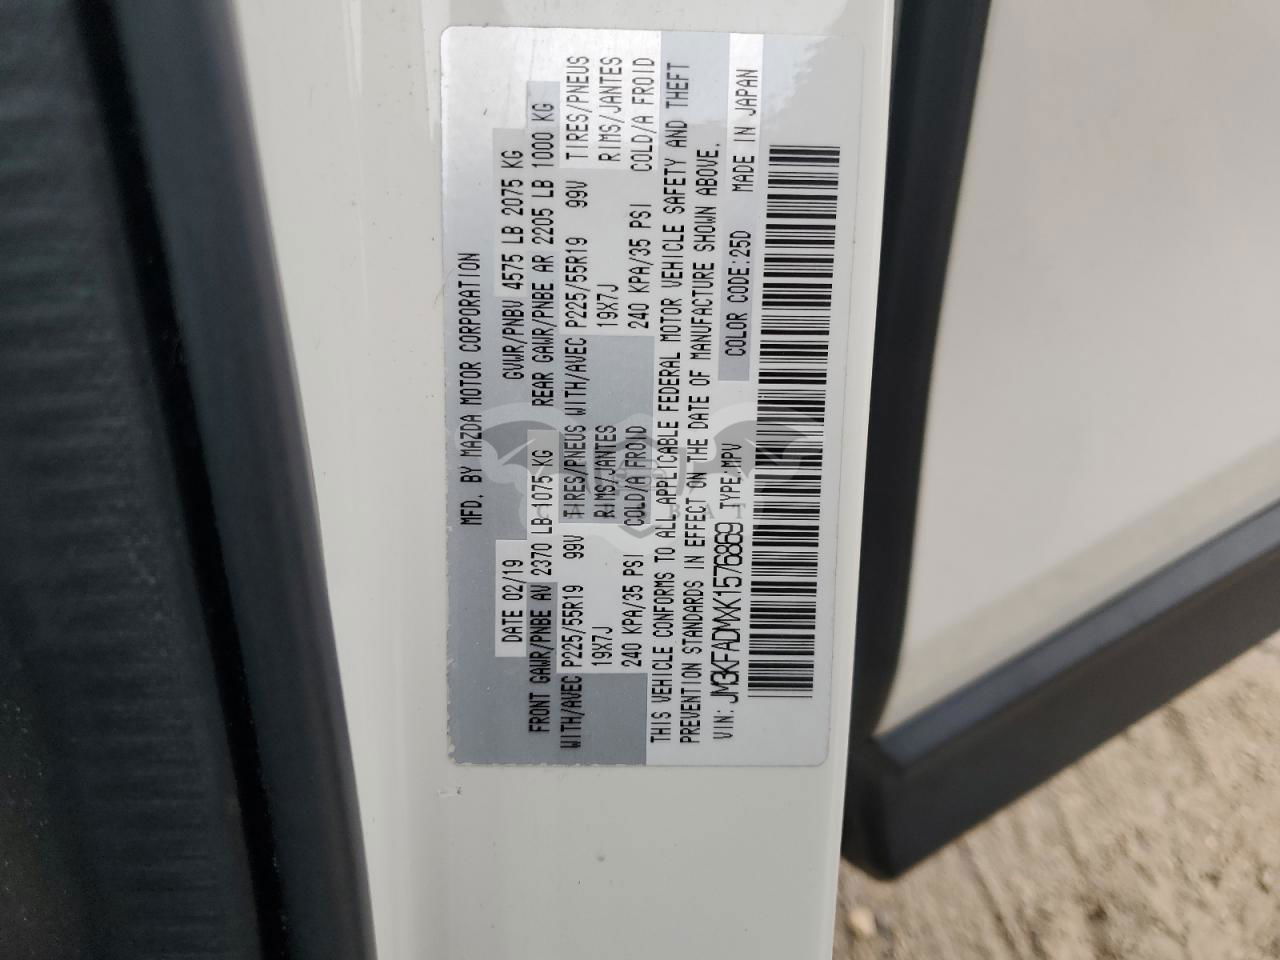 MFD. BY MAZDA MOTOR CORPORATION
DATE 02/19 GVWR/PNBV 4575 LB 2075 KG
FRONT GAWR/PNBE AV 2370 LB 1075 KG REAR GAWR/PNBE AR 2205 LB 1000 KG
WITH/AVEC P225/55R19 99V TIRES/PNEUS WITH/AVEC P225/55R19 99V TIRES/PNEUS
19X7J RIMS/JANTES 19X7J RIMS/JANTES
240 KPA/35 PSI COLD/A FROID 240 KPA/35 PSI COLD/A FROID
THIS VEHICLE CONFORMS TO ALL APPLICABLE FEDERAL MOTOR VEHICLE SAFETY AND THEFT
PREVENTION STANDARDS IN EFFECT ON THE DATE OF MANUFACTURE SHOWN ABOVE.
VIN: JM3KFADMXK1576869 TYPE:MPV COLOR CODE:25D MADE IN JAPAN